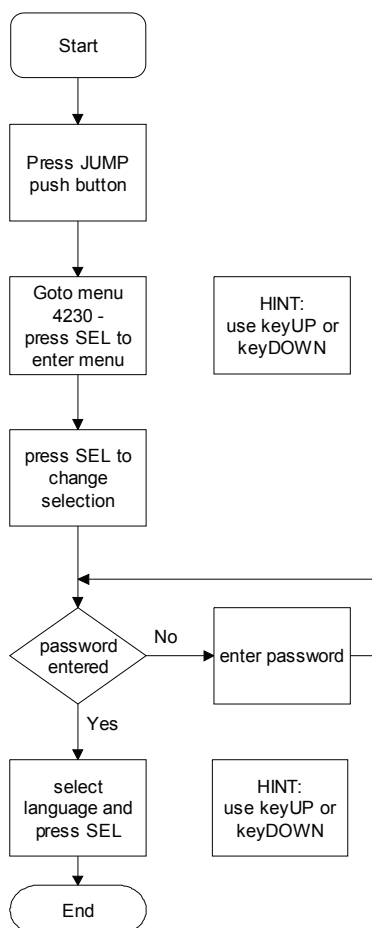 Start
Press JUMP
push button
Goto menu
4230 -
press SEL to
enter menu
HINT:
use keyUP or
keyDOWN
press SEL to
change
selection
password
entered
No
enter password
Yes
select
language and
press SEL
HINT:
use keyUP or
keyDOWN
End